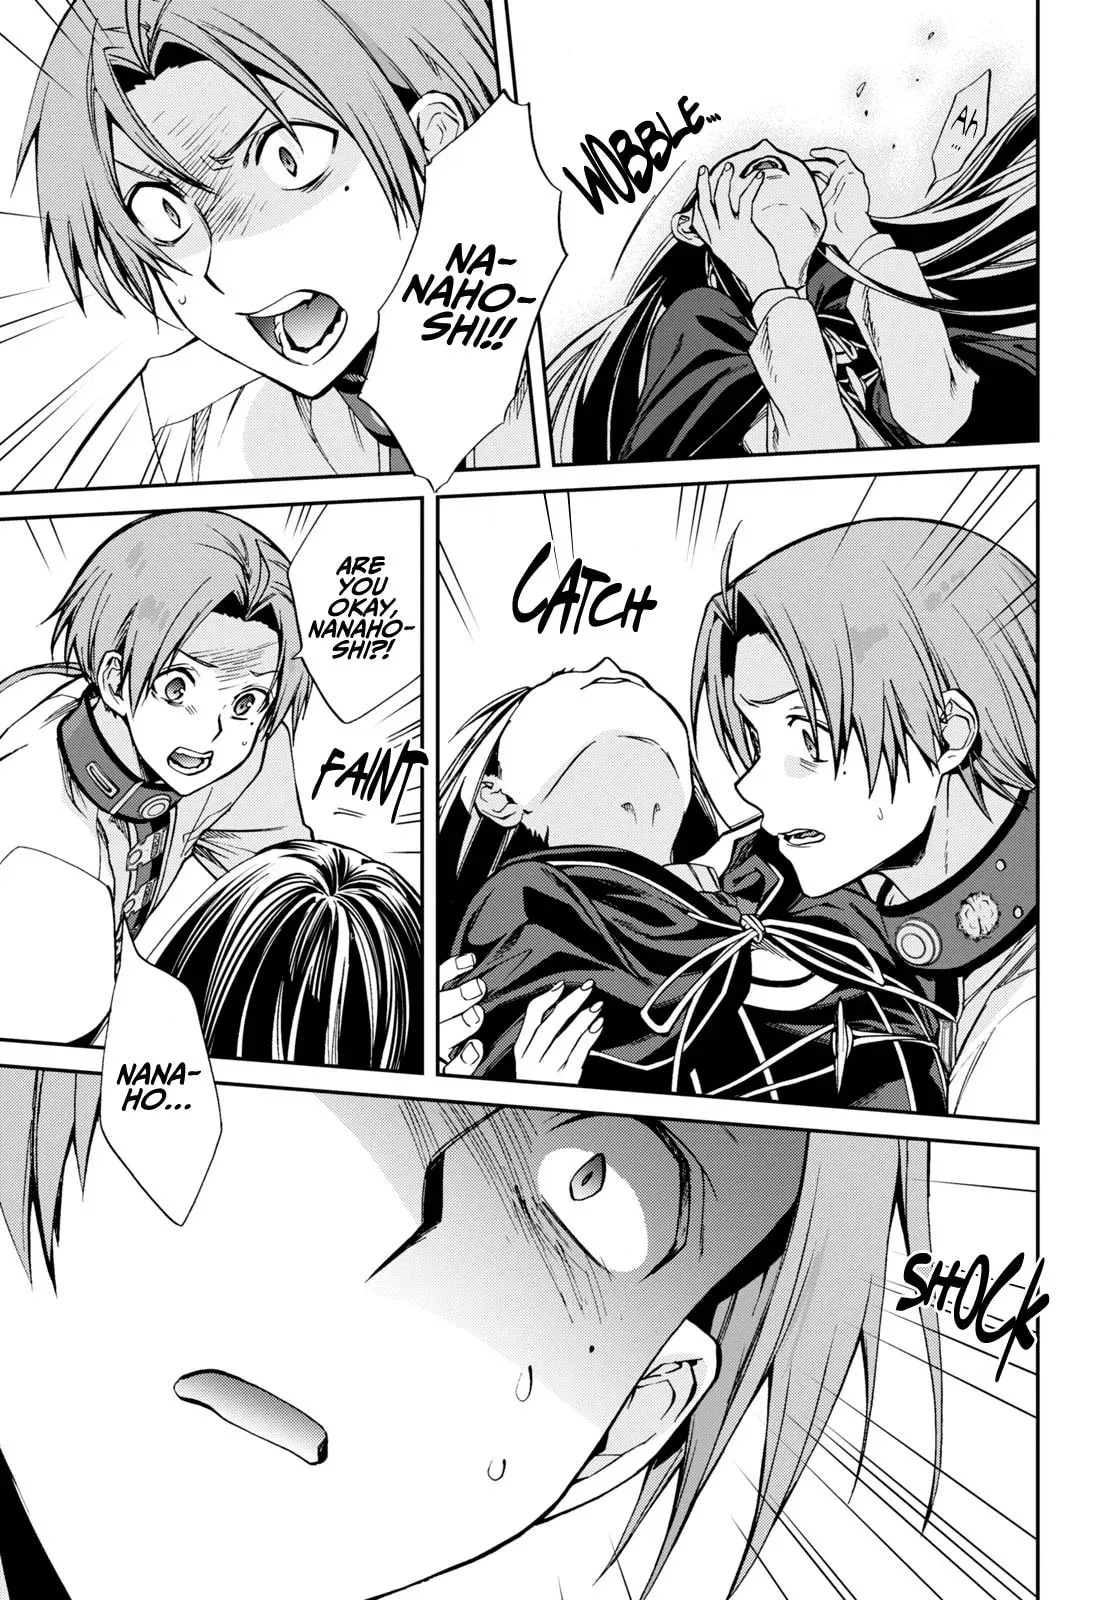 Ah
...
WOBBLE...
NA-
NAHO-
SHI!!
CATCH
ARE
YOU
OKAY,
NANAHO-
SHI?!
FAINT
NANA-
HO...
SHOCK